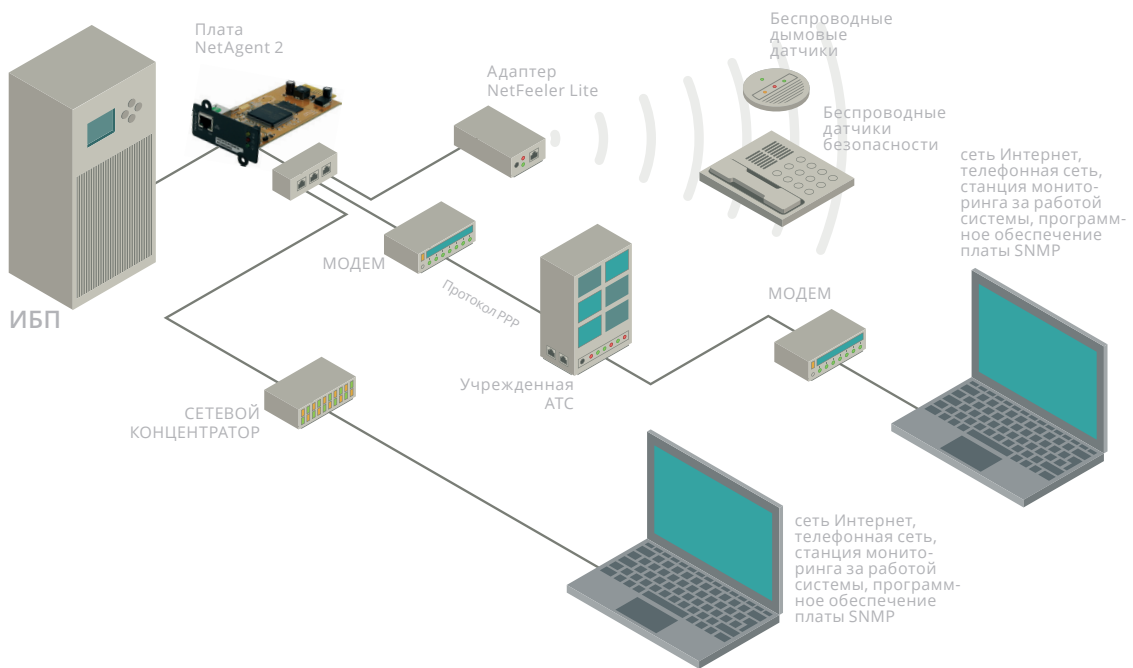 Плата
NetAgent 2
Адаптер
NetFeeler Lite
Беспроводные
дымовые
датчики
Беспроводные
датчики
безопасности
сеть Интернет,
телефонная сеть,
станция монито-
ринга за работой
системы, программ-
ное обеспечение
платы SNMP
ИБП
МОДЕМ
Протокол PPP
МОДЕМ
Учрежденная
АТС
СЕТЕВОЙ
КОНЦЕНТРАТОР
сеть Интернет,
телефонная сеть,
станция монито-
ринга за работой
системы, программ-
ное обеспечение
платы SNMP